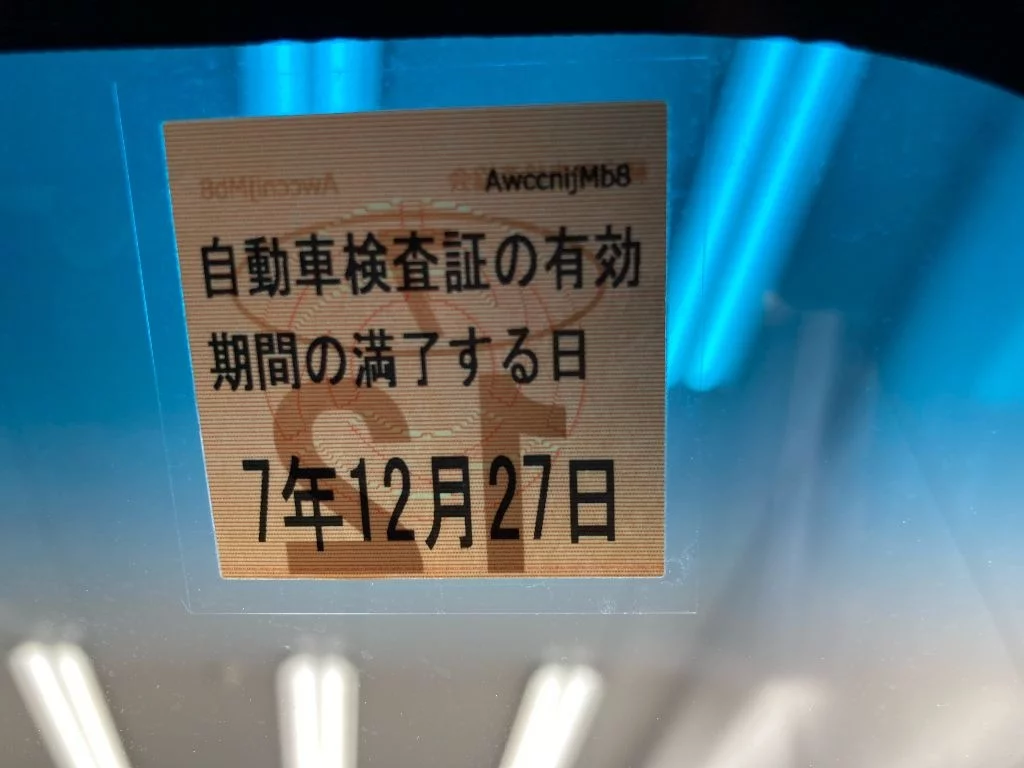 AwccnijMb8
自動車検査証の有効
期間の満了する日
7年12月27日